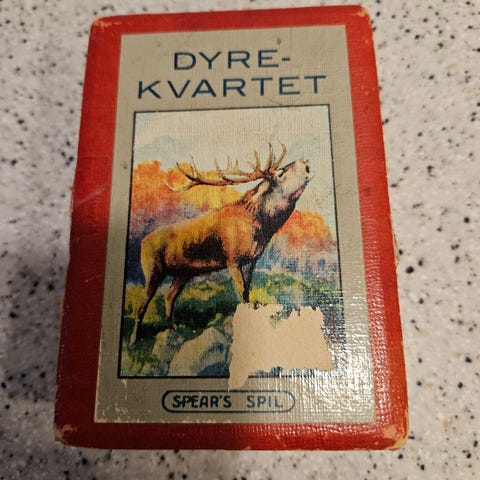 DYRE-
KVARTET
SPEAR'S SPIL